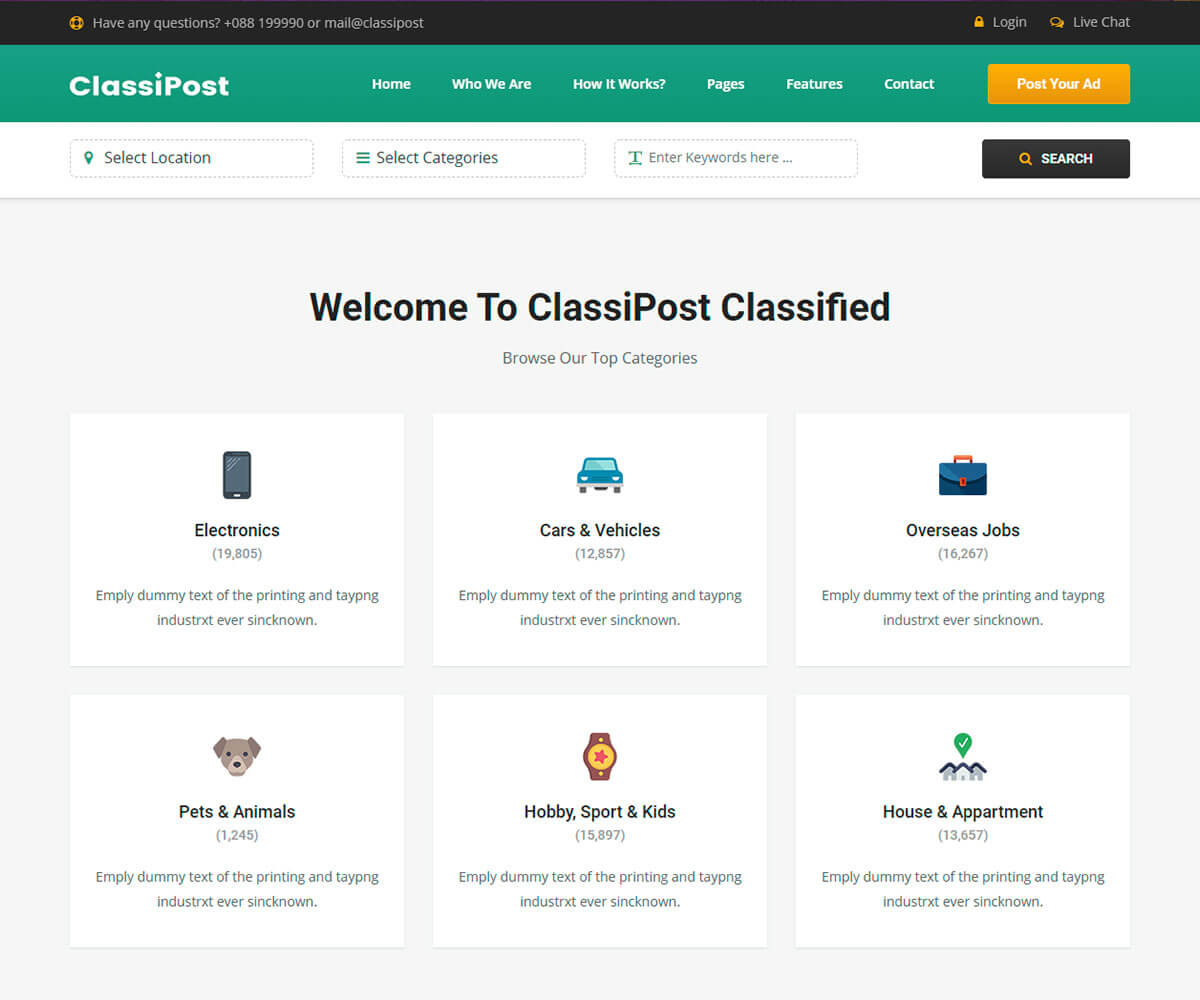 Have any questions? +088 199990 or mail@classipost
Login
Live Chat
ClassiPost
Home
Who We Are
How It Works?
Pages
Features
Contact
Post Your Ad
Select Location
Select Categories
Enter Keywords here ...
SEARCH
Welcome To ClassiPost Classified
Browse Our Top Categories
Electronics
(19,805)
Emply dummy text of the printing and taypng
industrxt ever sincknown.
Cars & Vehicles
(12,857)
Emply dummy text of the printing and taypng
industrxt ever sincknown.
Overseas Jobs
(16,267)
Emply dummy text of the printing and taypng
industrxt ever sincknown.
Pets & Animals
(1,245)
Emply dummy text of the printing and taypng
industrxt ever sincknown.
Hobby, Sport & Kids
(15,897)
Emply dummy text of the printing and taypng
industrxt ever sincknown.
House & Appartment
(13,657)
Emply dummy text of the printing and taypng
industrxt ever sincknown.